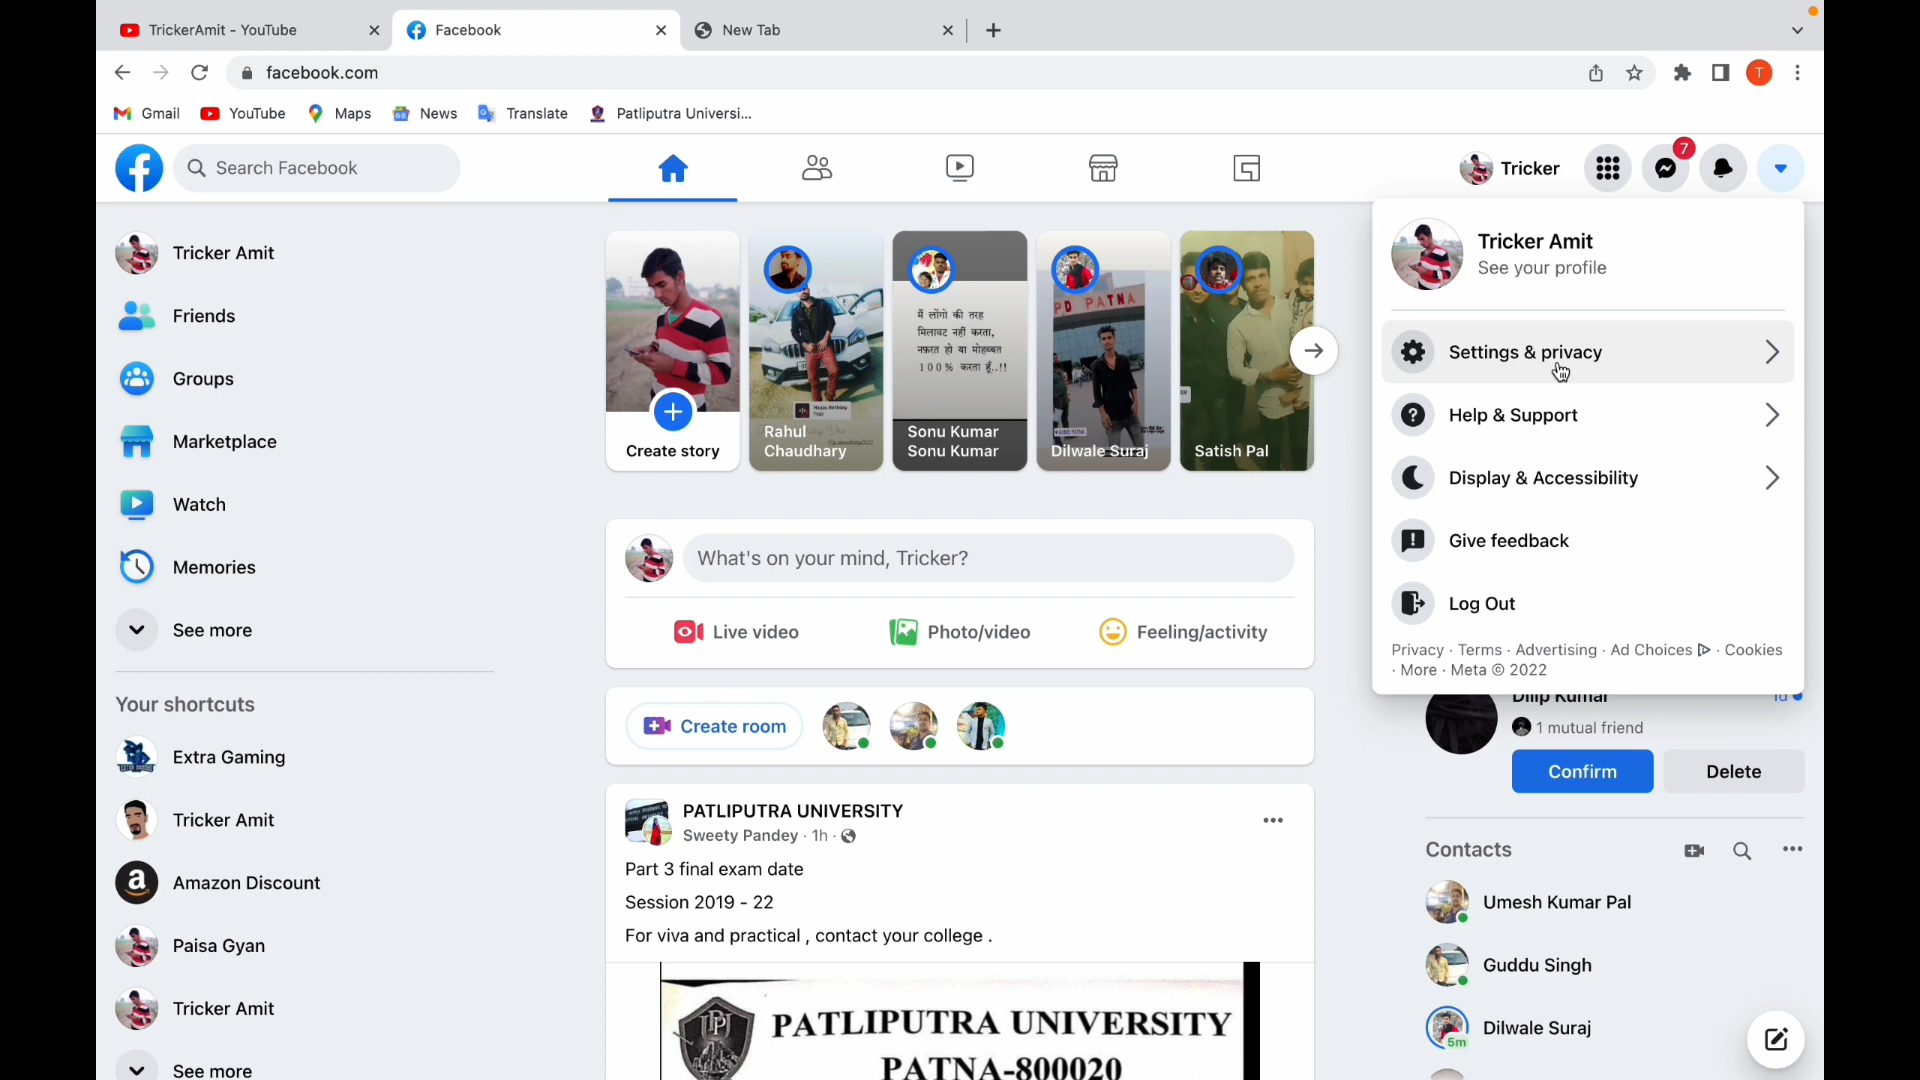 TrickerAmit - YouTube
Facebook
New Tab
facebook.com
T
Gmail
YouTube
Maps
News
Translate
Patliputra Universi...
Search Facebook
Tricker
7
Tricker Amit
Friends
Groups
Marketplace
Watch
Memories
See more
Your shortcuts
Extra Gaming
Tricker Amit
Amazon Discount
Paisa Gyan
Tricker Amit
See more
Create story
Rahul
Chaudhary
मैं लोंगो की तरह
मिलावट नहीं करता,
नफ़रत हो या मोहब्बत
100% करता हूँ..!!
Sonu Kumar
Sonu Kumar
PD PATNA
Dilwale Suraj
Satish Pal
What's on your mind, Tricker?
Live video
Photo/video
Feeling/activity
Create room
PATLIPUTRA UNIVERSITY
Sweety Pandey · 1h ·
Part 3 final exam date
Session 2019 - 22
For viva and practical , contact your college .
PATLIPUTRA UNIVERSITY
PATNA-800020
Tricker Amit
See your profile
Settings & privacy
Help & Support
Display & Accessibility
Give feedback
Log Out
Privacy · Terms · Advertising · Ad Choices · Cookies
· More · Meta © 2022
Dilip Kumar
1d
1 mutual friend
Confirm
Delete
Contacts
Umesh Kumar Pal
Guddu Singh
Dilwale Suraj
5m